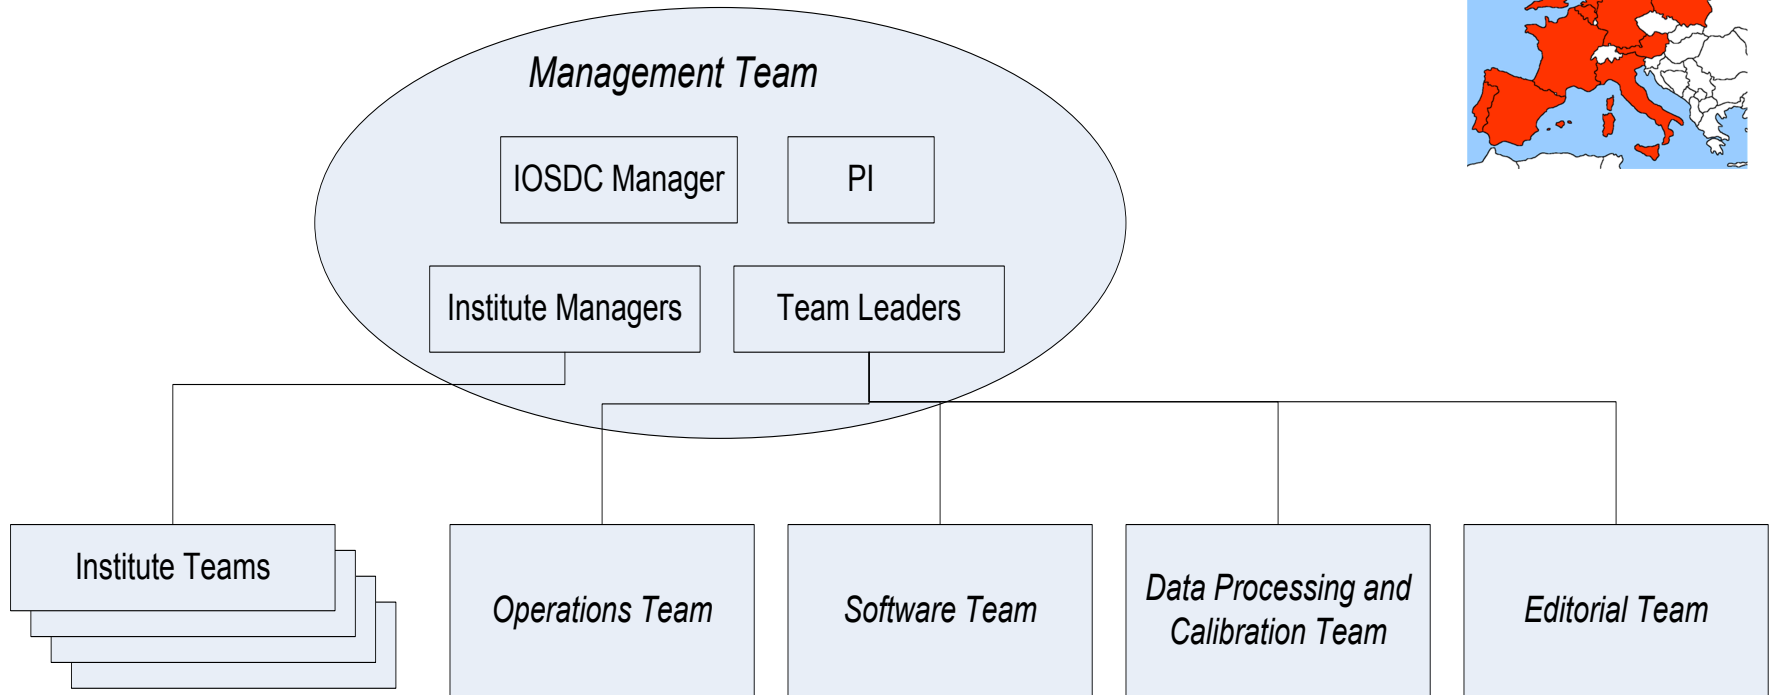 Management Team
IOSDC Manager
PI
Institute Managers
Team Leaders
Institute Teams
Operations Team
Software Team
Data Processing and
Calibration Team
Editorial Team